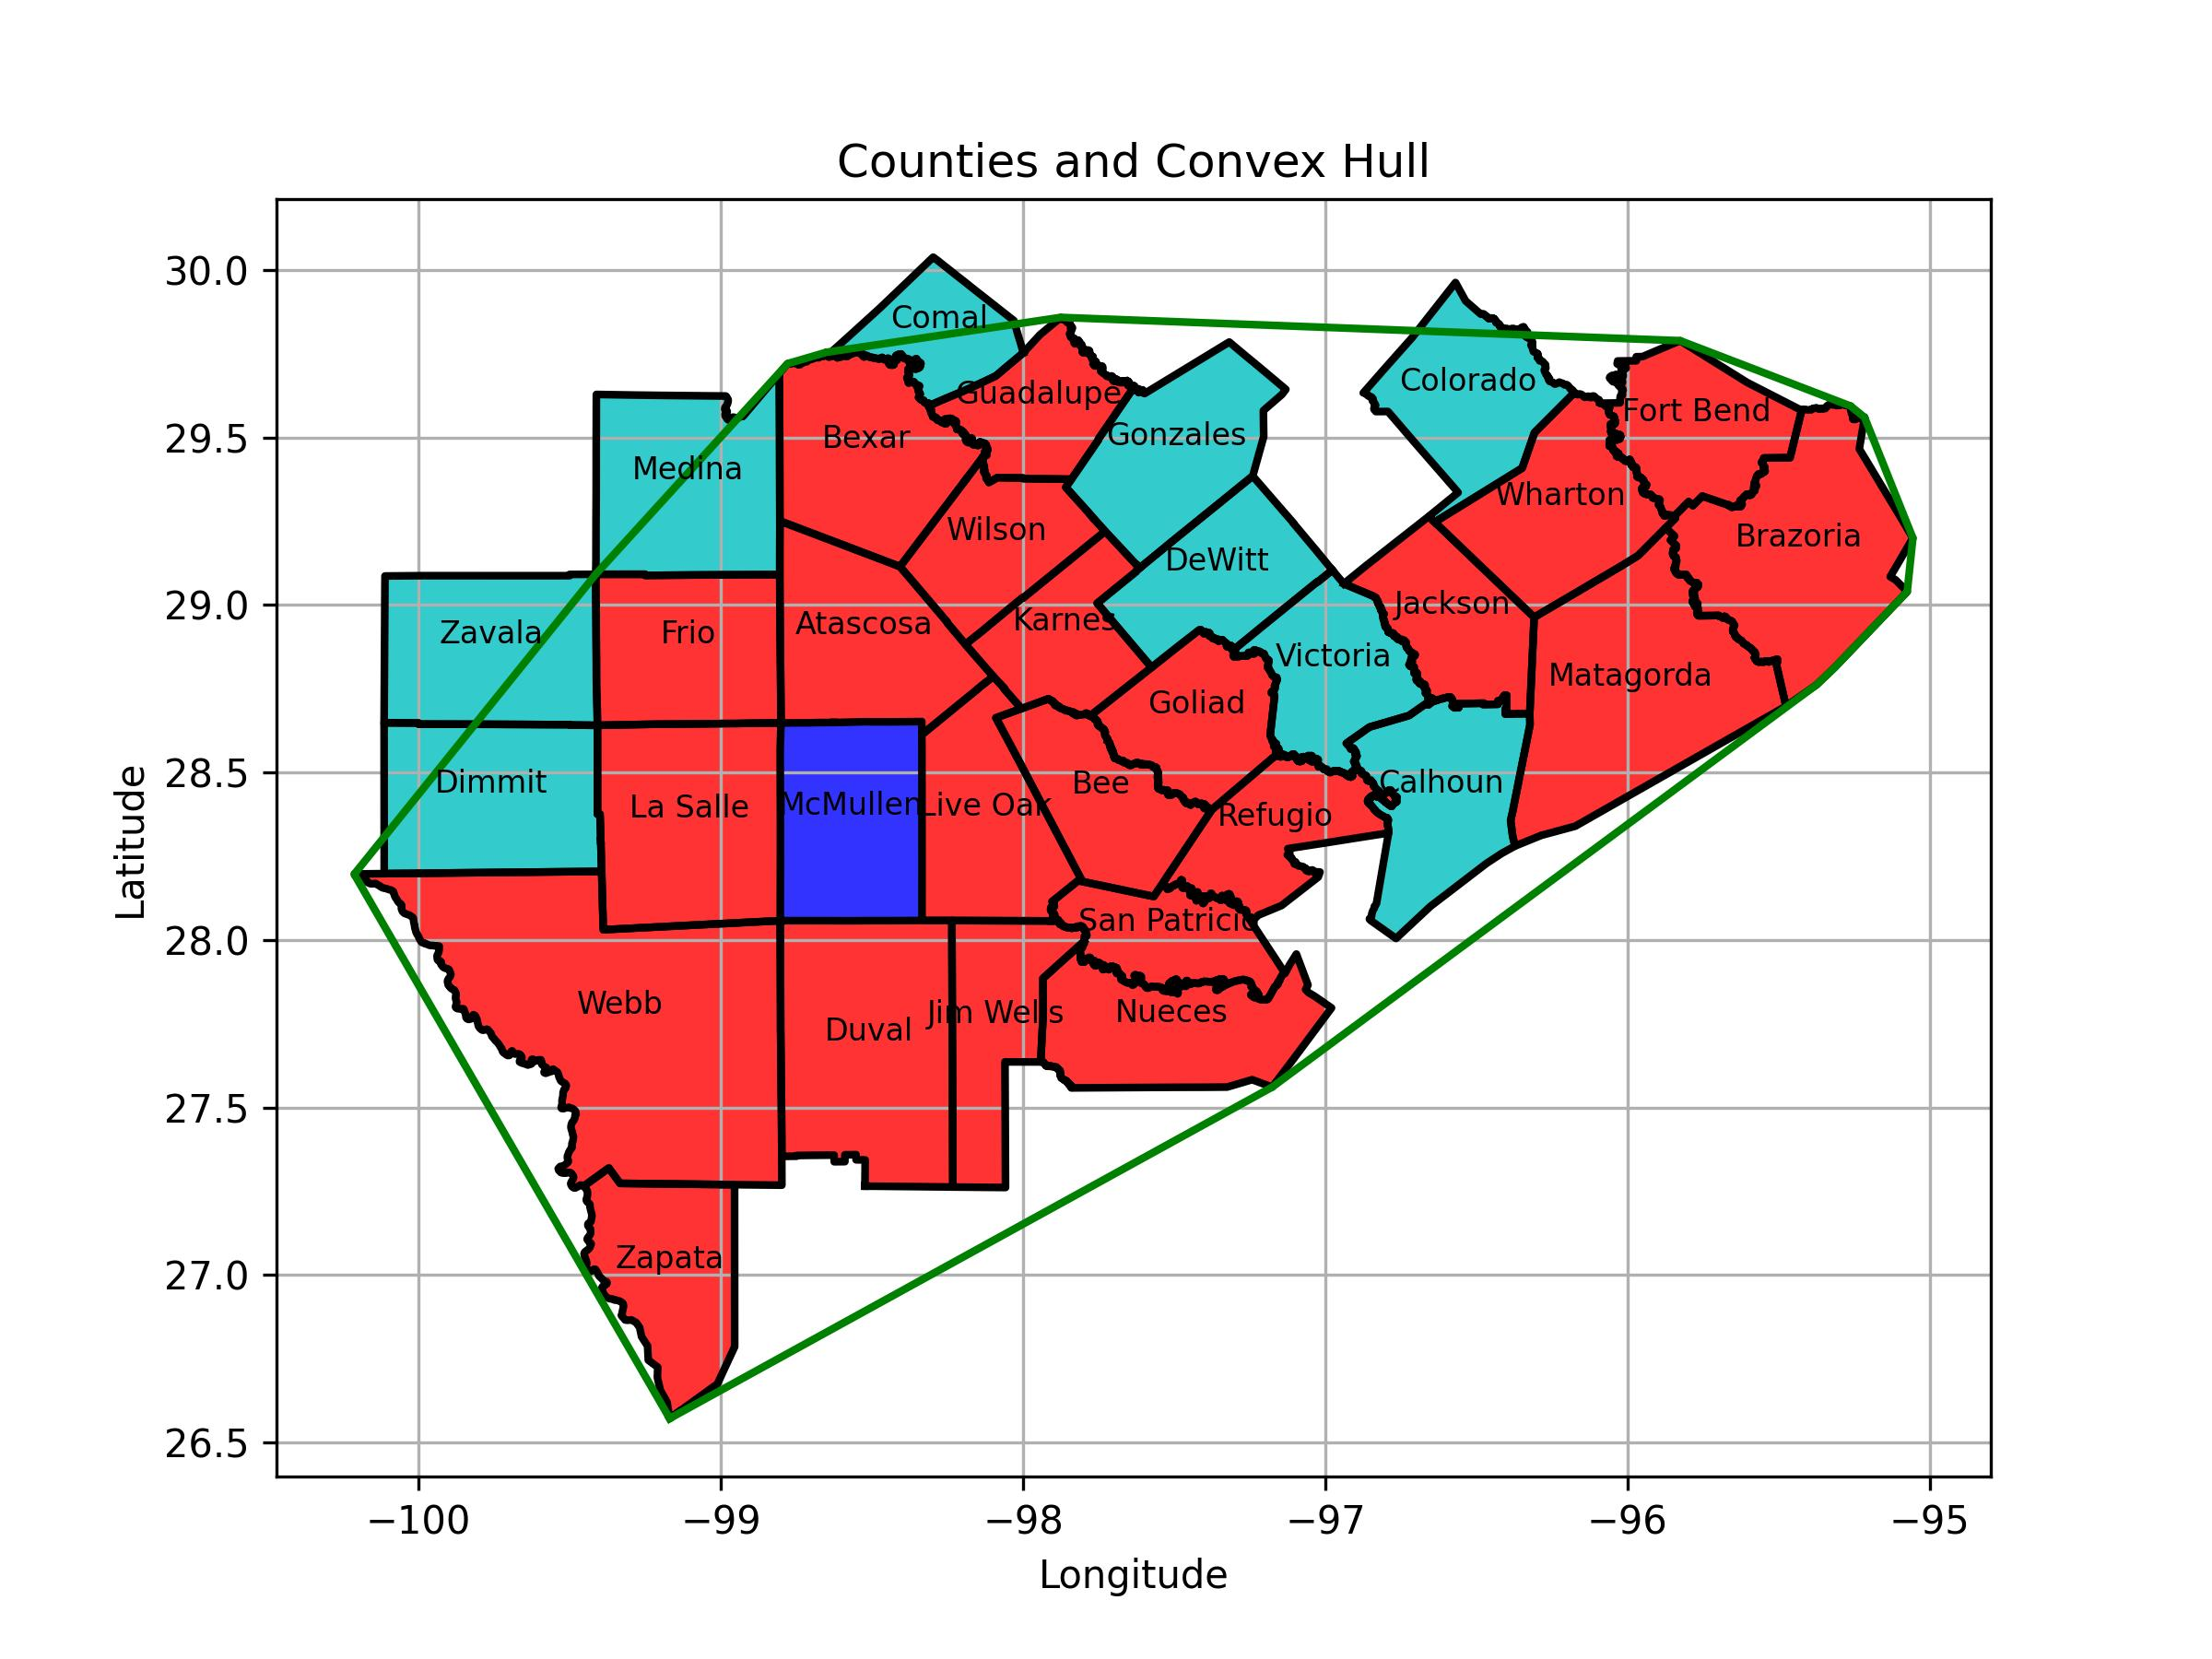 Counties and Convex Hull
30.0
29.5
29.0
28.5
28.0
27.5
27.0
26.5
Latitude
Comal
Guadalupe
Colorado
Fort Bend
Bexar
Gonzales
Medina
Wharton
Wilson
Brazoria
DeWitt
Zavala
Frio
Atascosa
Karnes
Jackson
Victoria
Matagorda
Goliad
Dimmit
La Salle
McMullen
Live Oak
Bee
Refugio
Calhoun
San Patricio
Webb
Duval
Jim Wells
Nueces
Zapata
−100
−99
−98
−97
−96
−95
Longitude